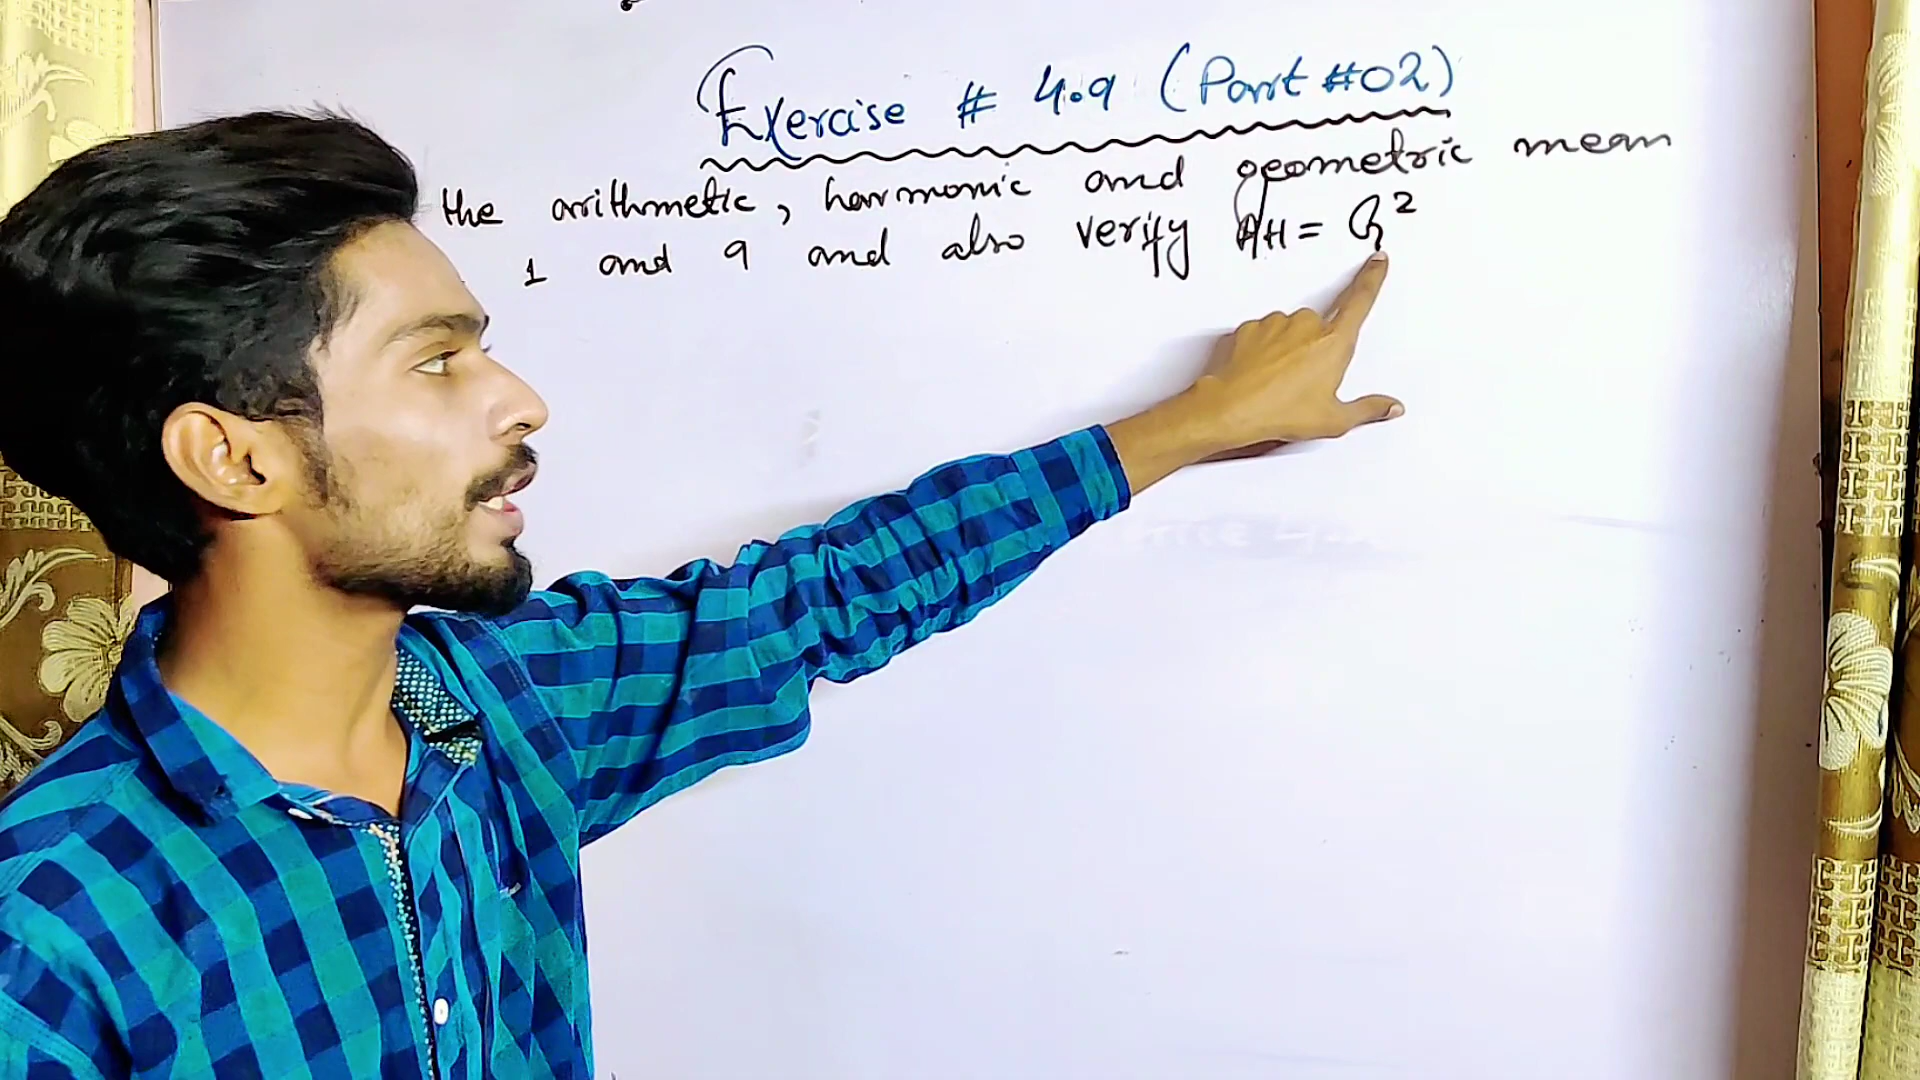 Exercise # 4.9 (Part #02)
the arithmetic, harmonic and geometric mean
1 and 9 and also verify AH = G²